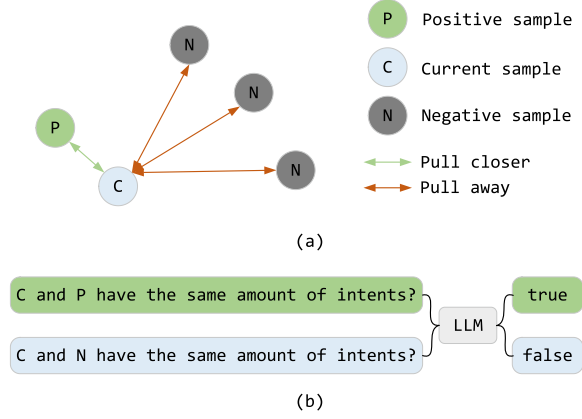 P Positive sample
N
C Current sample
N
N Negative sample
P
Pull closer
N
C
Pull away
(a)
C and P have the same amount of intents? true
LLM
C and N have the same amount of intents? false
(b)